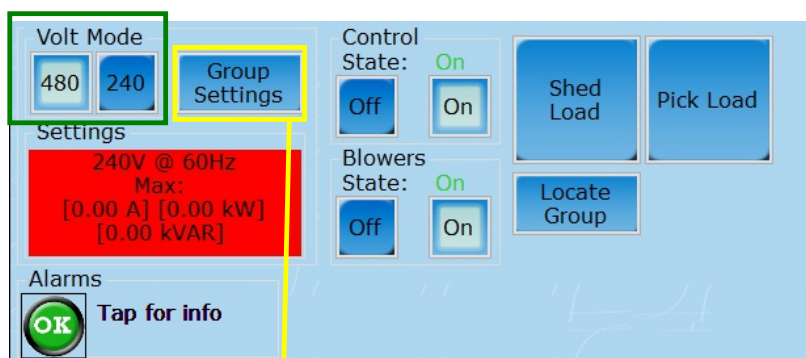 Volt Mode
480
240
Group
Settings
Settings
240V @ 60Hz
Max:
[0.00 A] [0.00 kW]
[0.00 kVAR]
Alarms
OK
Tap for info
Control
State: On
Off
On
Blowers
State: On
Off
On
Shed
Load
Pick Load
Locate
Group